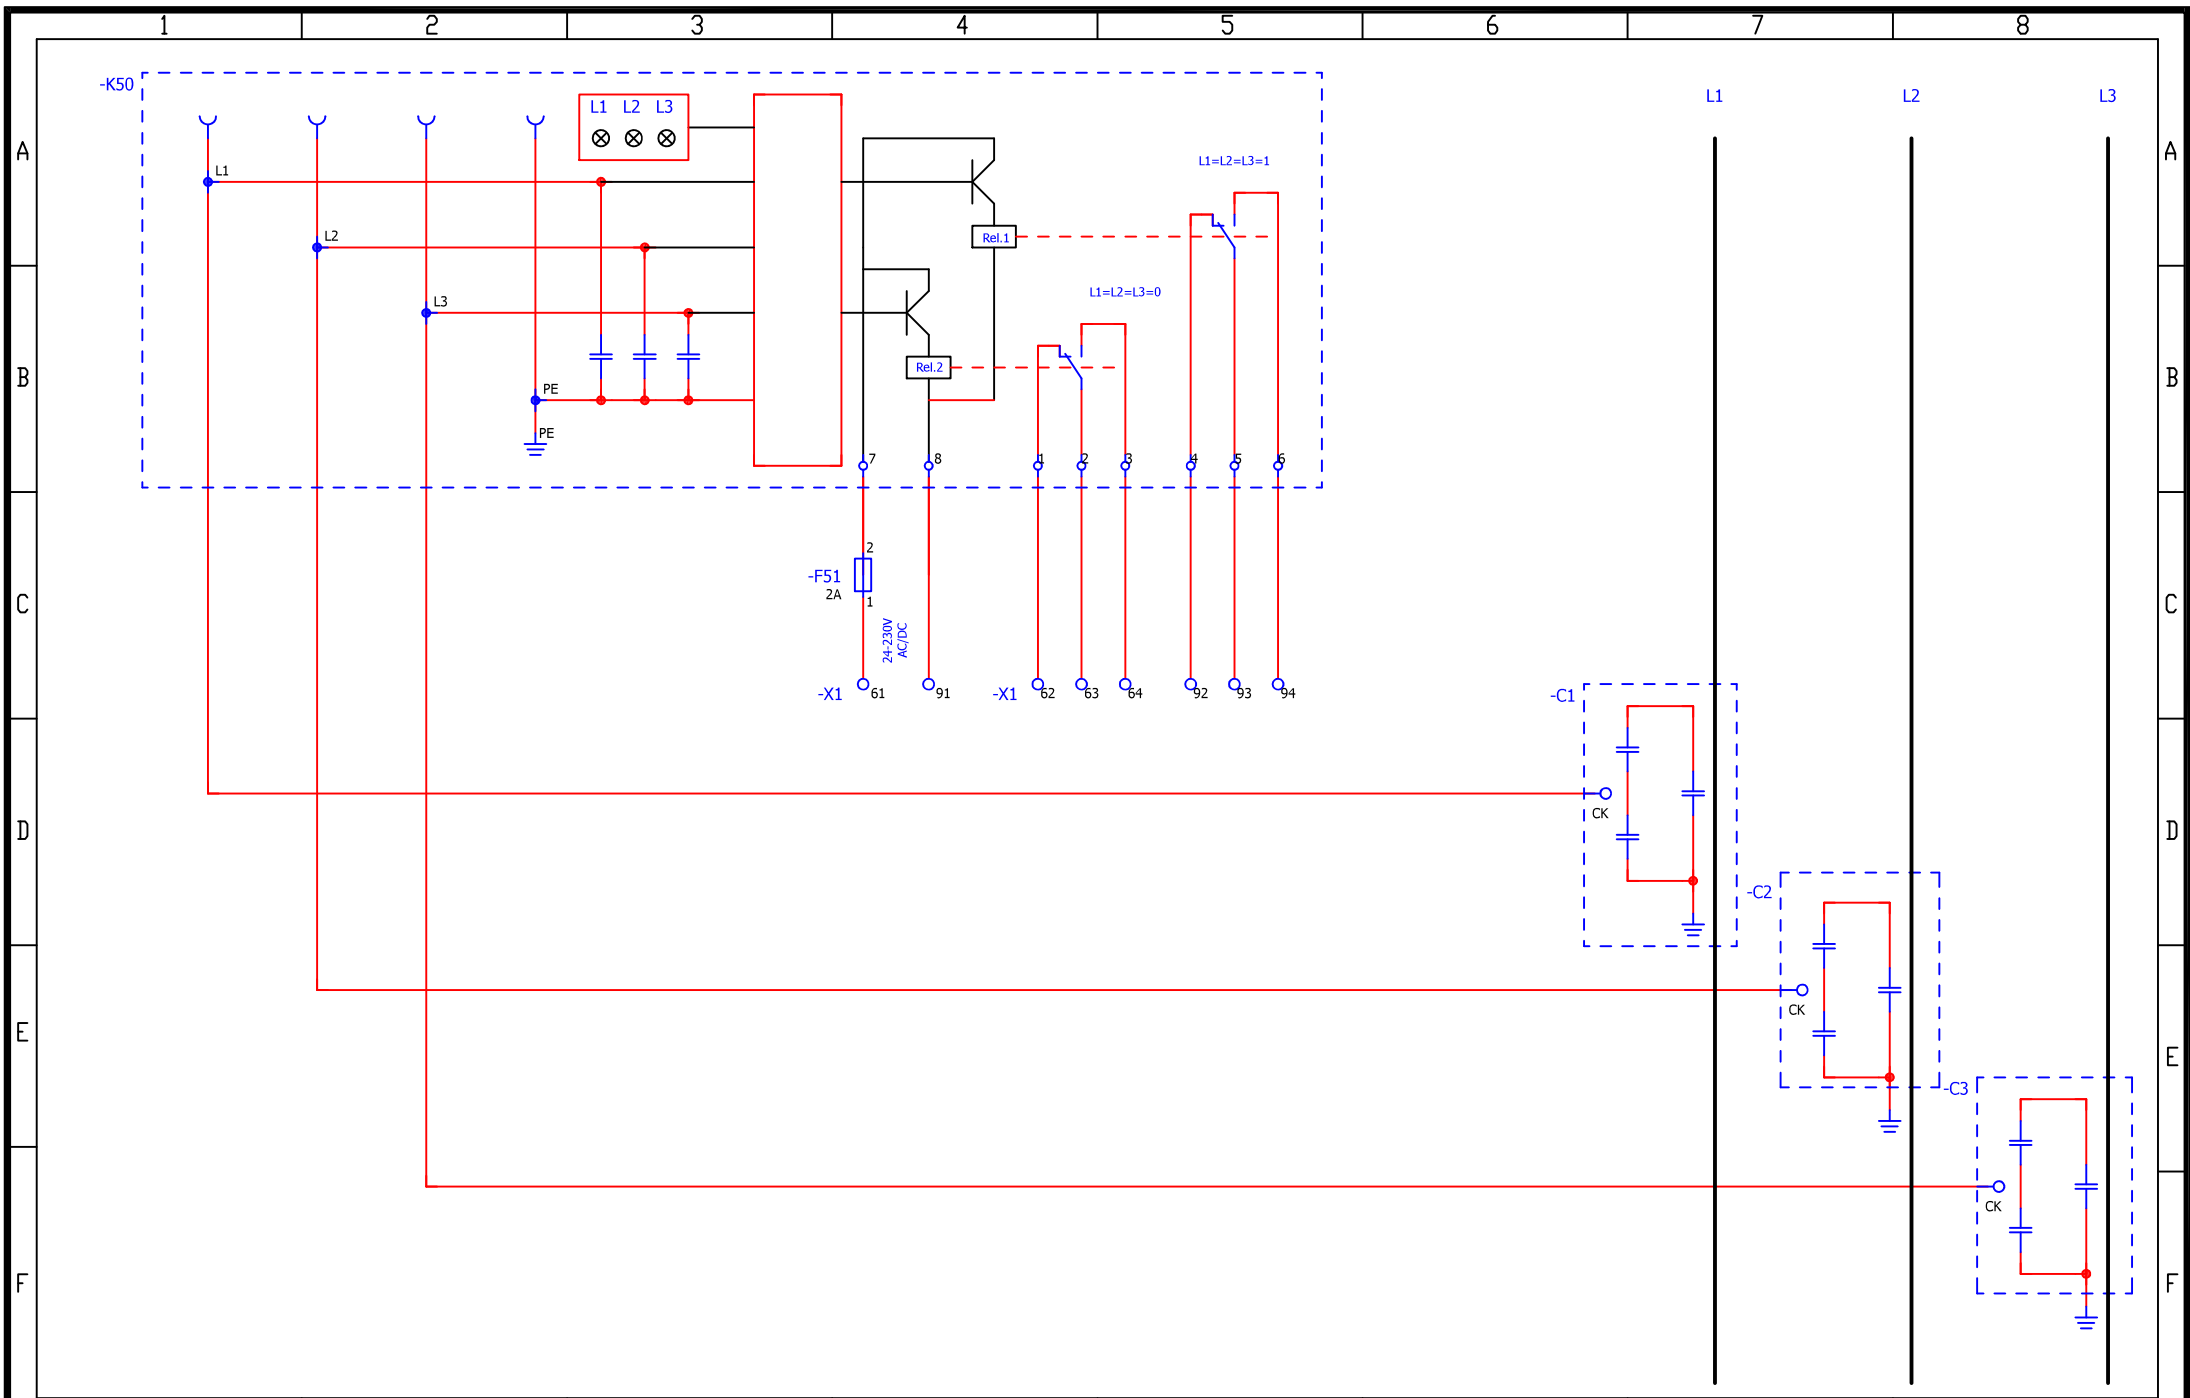 1 2 3 4 5 6 7 8
-K50
L1 L2 L3
L1 L2 L3
A A
L1=L2=L3=1
L1
L2
Rel.1
L1=L2=L3=0
L3
Rel.2
B B
PE
PE
7 8 1 2 3 4 5 6
2
-F51
2A
1
C C
24-230V
AC/DC
-X1 61 91 -X1 62 63 64 92 93 94
-C1
CK
D D
-C2
CK
E E
-C3
CK
F F